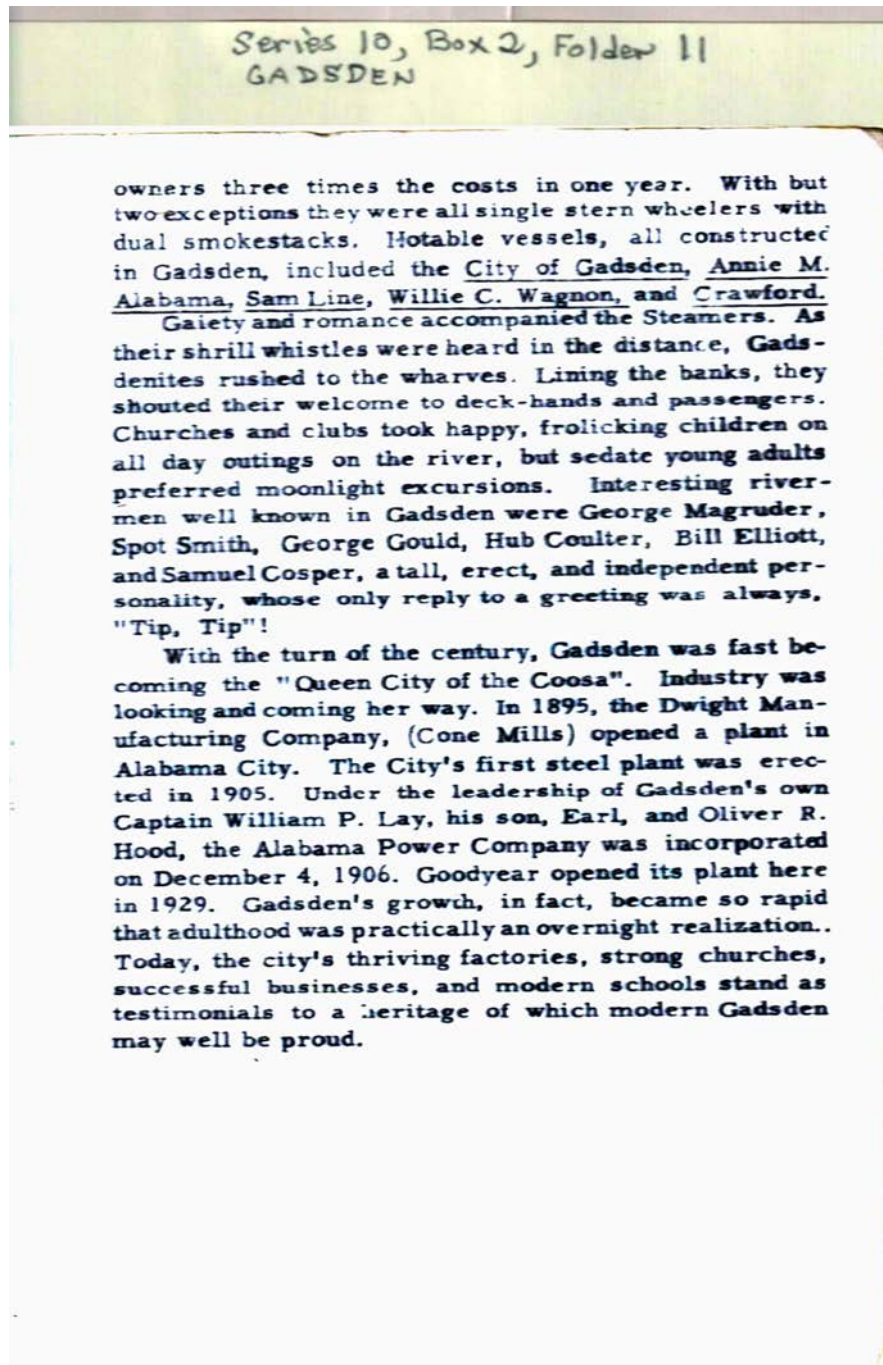 Series 10, Box 2, Folder 11
GADSDEN
owners three times the costs in one year. With but
two exceptions they were all single stern wheelers with
dual smokestacks. Notable vessels, all constructed
in Gadsden, included the City of Gadsden, Annie M.
Alabama, Sam Line, Willie C. Wagnon, and Crawford.
Gaiety and romance accompanied the Steamers. As
their shrill whistles were heard in the distance, Gads-
denites rushed to the wharves. Lining the banks, they
shouted their welcome to deck-hands and passengers.
Churches and clubs took happy, frolicking children on
all day outings on the river, but sedate young adults
preferred moonlight excursions. Interesting river-
men well known in Gadsden were George Magruder,
Spot Smith, George Gould, Hub Coulter, Bill Elliott,
and Samuel Cosper, a tall, erect, and independent per-
sonality, whose only reply to a greeting was always,
"Tip, Tip"!
With the turn of the century, Gadsden was fast be-
coming the "Queen City of the Coosa". Industry was
looking and coming her way. In 1895, the Dwight Man-
ufacturing Company, (Cone Mills) opened a plant in
Alabama City. The City's first steel plant was erec-
ted in 1905. Under the leadership of Gadsden's own
Captain William P. Lay, his son, Earl, and Oliver R.
Hood, the Alabama Power Company was incorporated
on December 4, 1906. Goodyear opened its plant here
in 1929. Gadsden's growth, in fact, became so rapid
that adulthood was practically an overnight realization..
Today, the city's thriving factories, strong churches,
successful businesses, and modern schools stand as
testimonials to a heritage of which modern Gadsden
may well be proud.